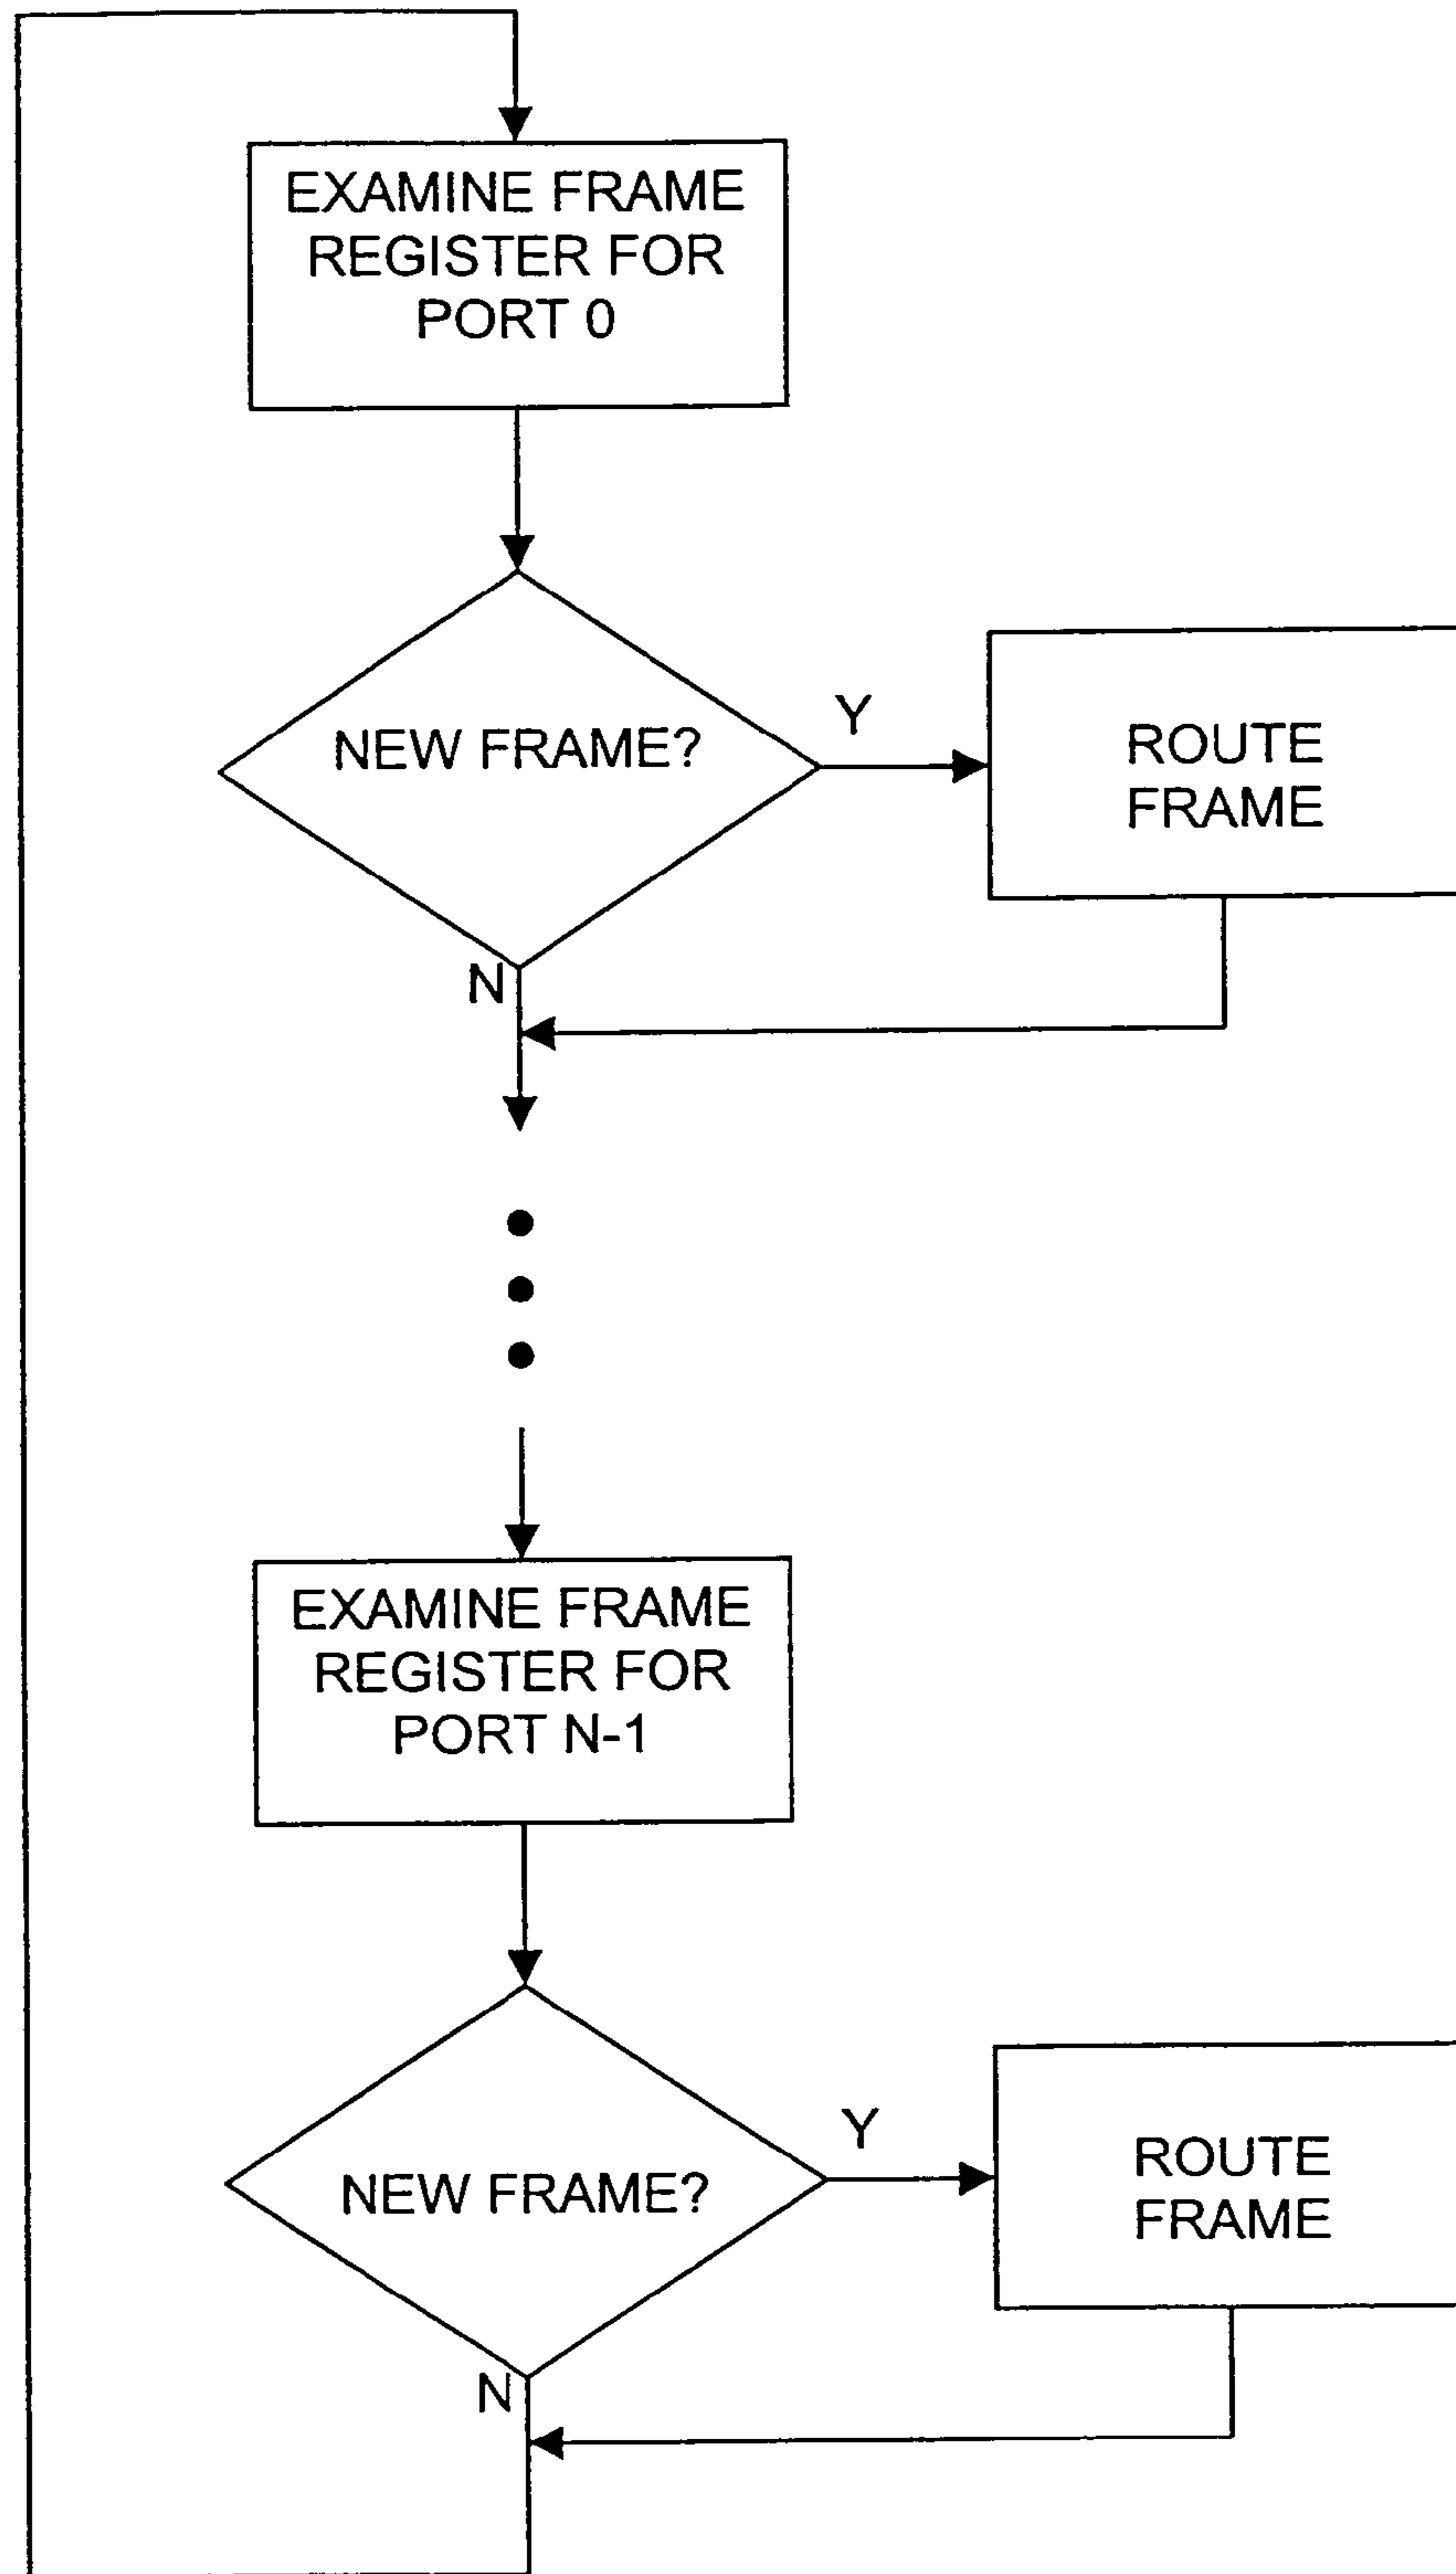 EXAMINE FRAME
REGISTER FOR
PORT 0
NEW FRAME?
Y
ROUTE
FRAME
N
EXAMINE FRAME
REGISTER FOR
PORT N-1
NEW FRAME?
Y
ROUTE
FRAME
N